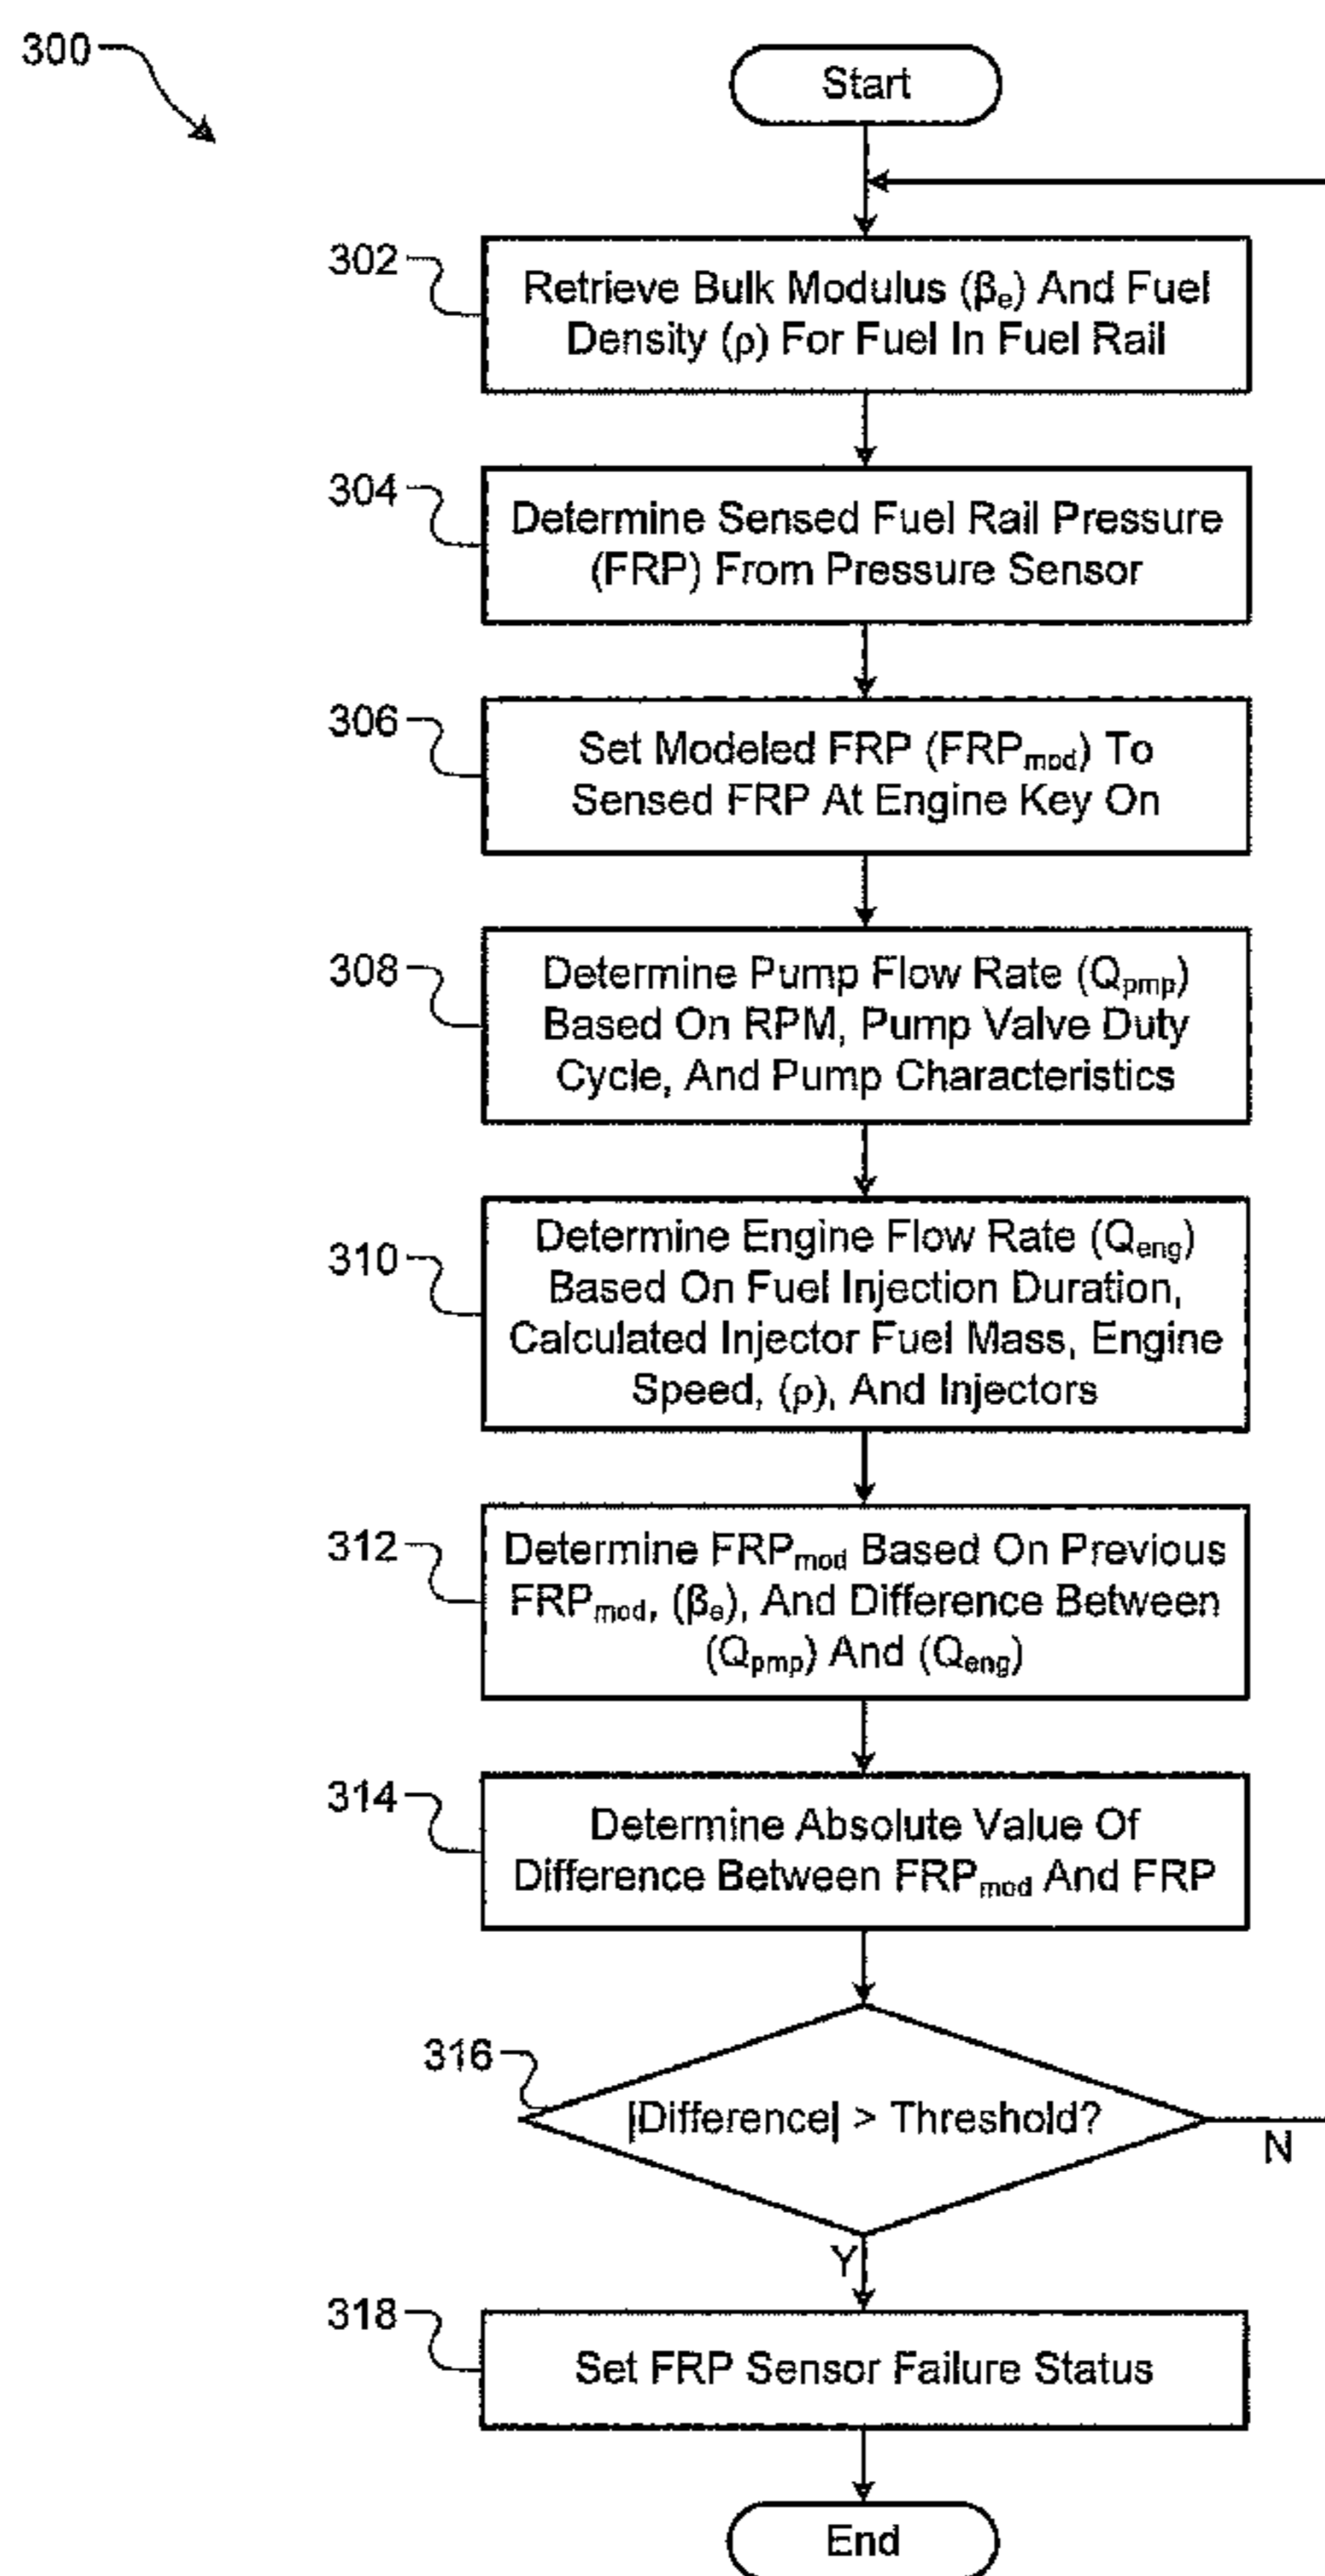 300
Start
302
Retrieve Bulk Modulus (βe) And Fuel
Density (ρ) For Fuel In Fuel Rail
304
Determine Sensed Fuel Rail Pressure
(FRP) From Pressure Sensor
306
Set Modeled FRP (FRPmod) To
Sensed FRP At Engine Key On
308
Determine Pump Flow Rate (Qpmp)
Based On RPM, Pump Valve Duty
Cycle, And Pump Characteristics
310
Determine Engine Flow Rate (Qeng)
Based On Fuel Injection Duration,
Calculated Injector Fuel Mass, Engine
Speed, (ρ), And Injectors
312
Determine FRPmod Based On Previous
FRPmod, (βe), And Difference Between
(Qpmp) And (Qeng)
314
Determine Absolute Value Of
Difference Between FRPmod And FRP
316
|Difference| > Threshold?
N
Y
318
Set FRP Sensor Failure Status
End